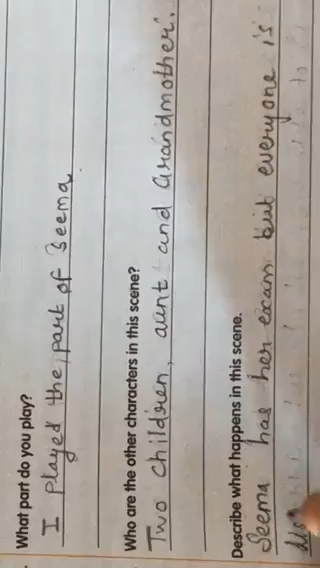 What part do you play?
I played the part of Seema.
Who are the other characters in this scene?
Two children, aunt and Grandmother.
Describe what happens in this scene.
Seema has her exam but everyone is